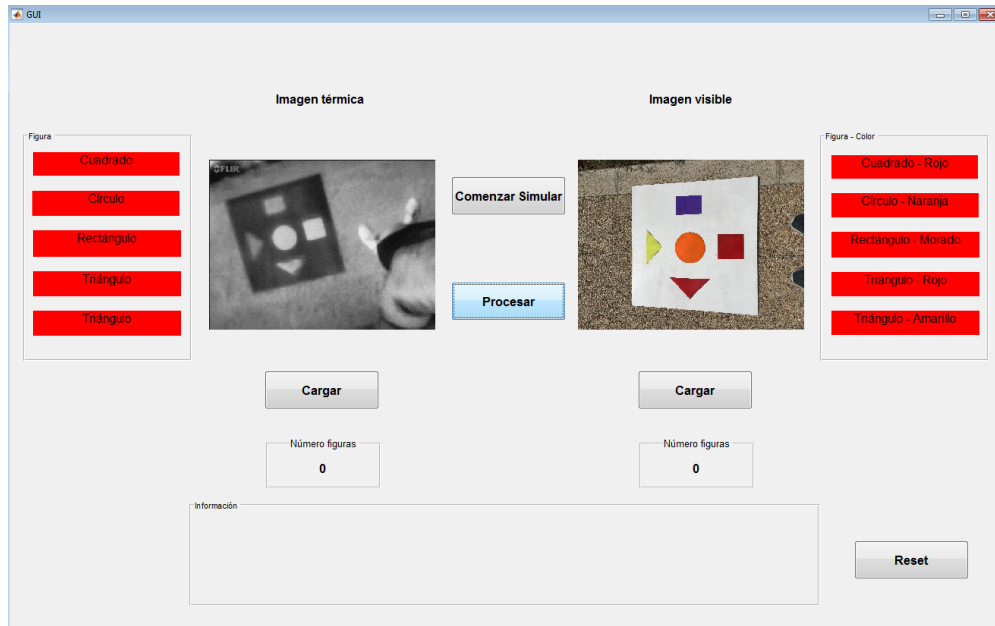 GUI
Imagen térmica
Imagen visible
Figura
Cuadrado
Círculo
Rectángulo
Triángulo
Triángulo
FLIR
Comenzar Simular
Procesar
Figura - Color
Cuadrado - Rojo
Círculo - Naranja
Rectángulo - Morado
Triángulo - Rojo
Triángulo - Amarillo
Cargar
Cargar
Número figuras
0
Número figuras
0
Información
Reset